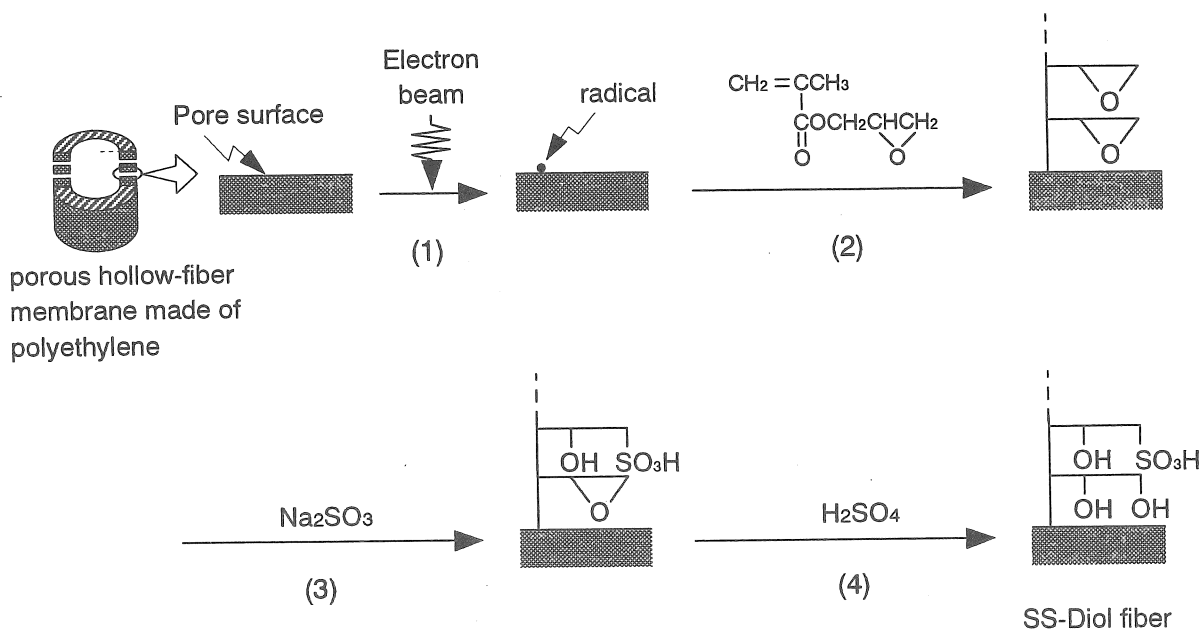 Electron
beam
Pore surface
radical
CH2=CCH3
COCH2CHCH2
O
O
O
O
(1)
(2)
porous hollow-fiber
membrane made of
polyethylene
Na2SO3
(3)
OH SO3H
O
H2SO4
(4)
OH SO3H
OH OH
SS-Diol fiber